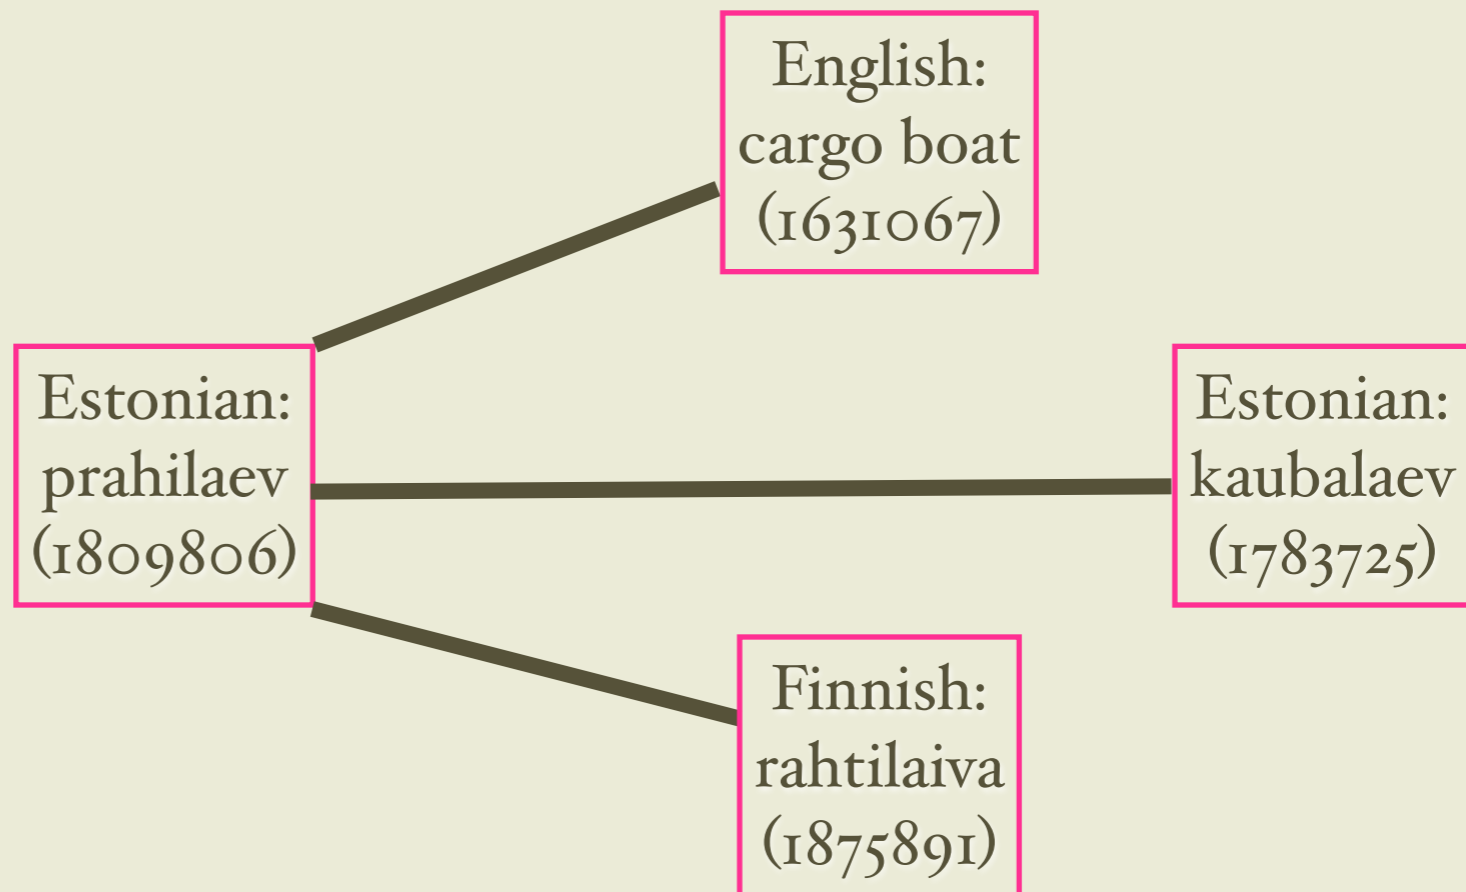 English:
cargo boat
(1631067)
Estonian:
prahilaev
(1809806)
Estonian:
kaubalaev
(1783725)
Finnish:
rahtilaiva
(1875891)